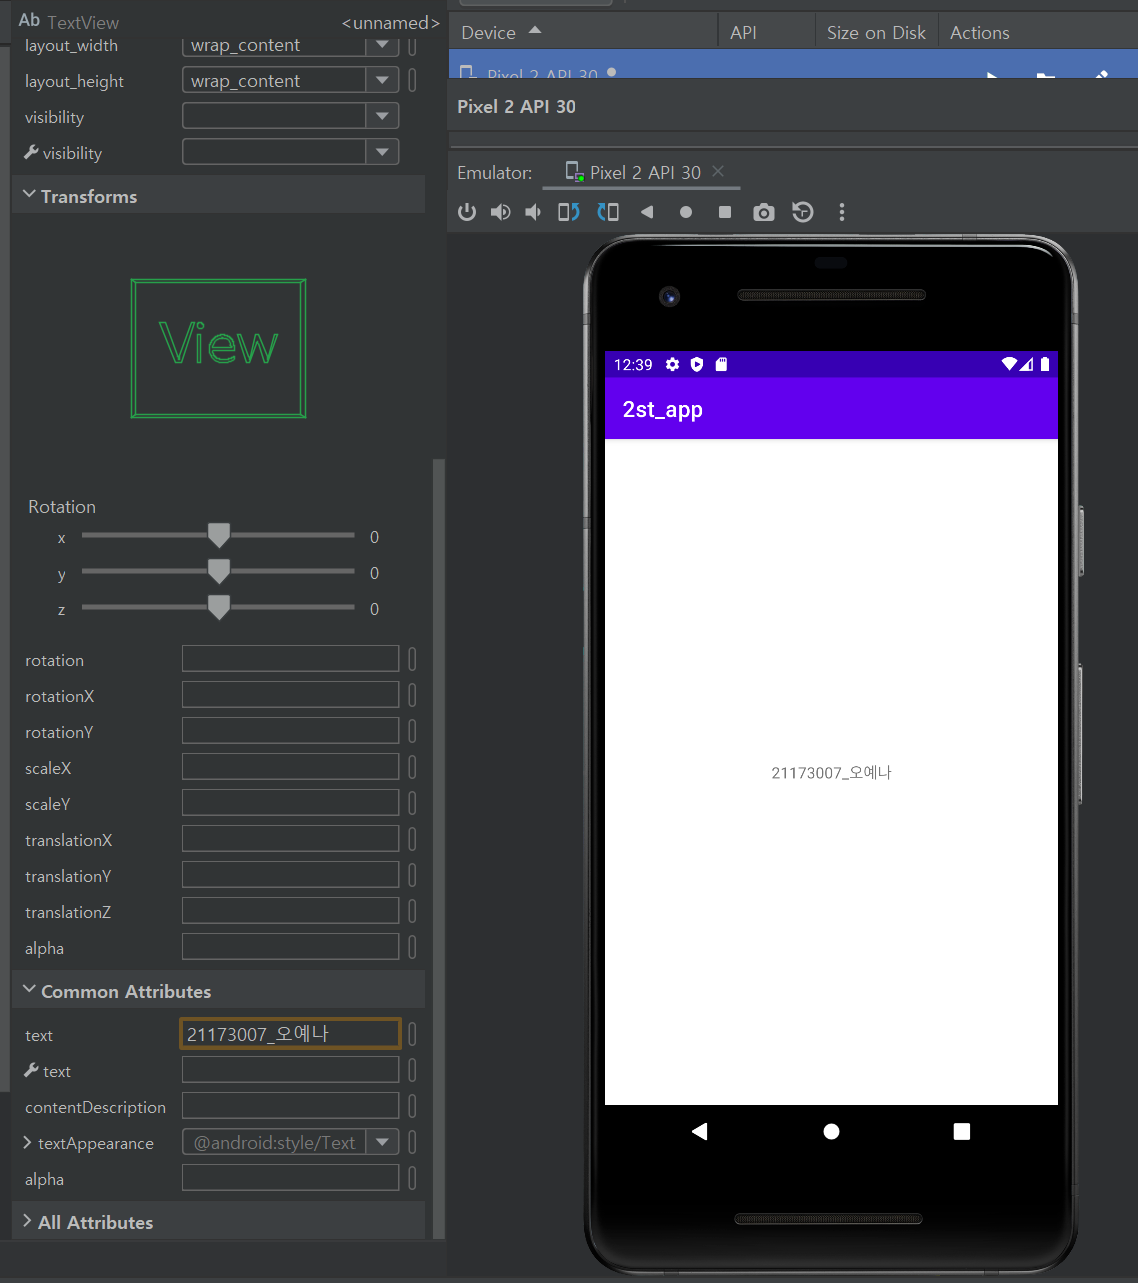 Ab TextView <unnamed>
layout_width wrap_content
layout_height wrap_content
visibility
visibility
Transforms
View
Rotation
x 0
y 0
z 0
rotation
rotationX
rotationY
scaleX
scaleY
translationX
translationY
translationZ
alpha
Common Attributes
text 21173007_오예나
text
contentDescription
textAppearance @android:style/Text
alpha
All Attributes
Device API Size on Disk Actions
Pixel 2 API 30
Pixel 2 API 30
Emulator: Pixel 2 API 30
12:39
2st_app
21173007_오예나